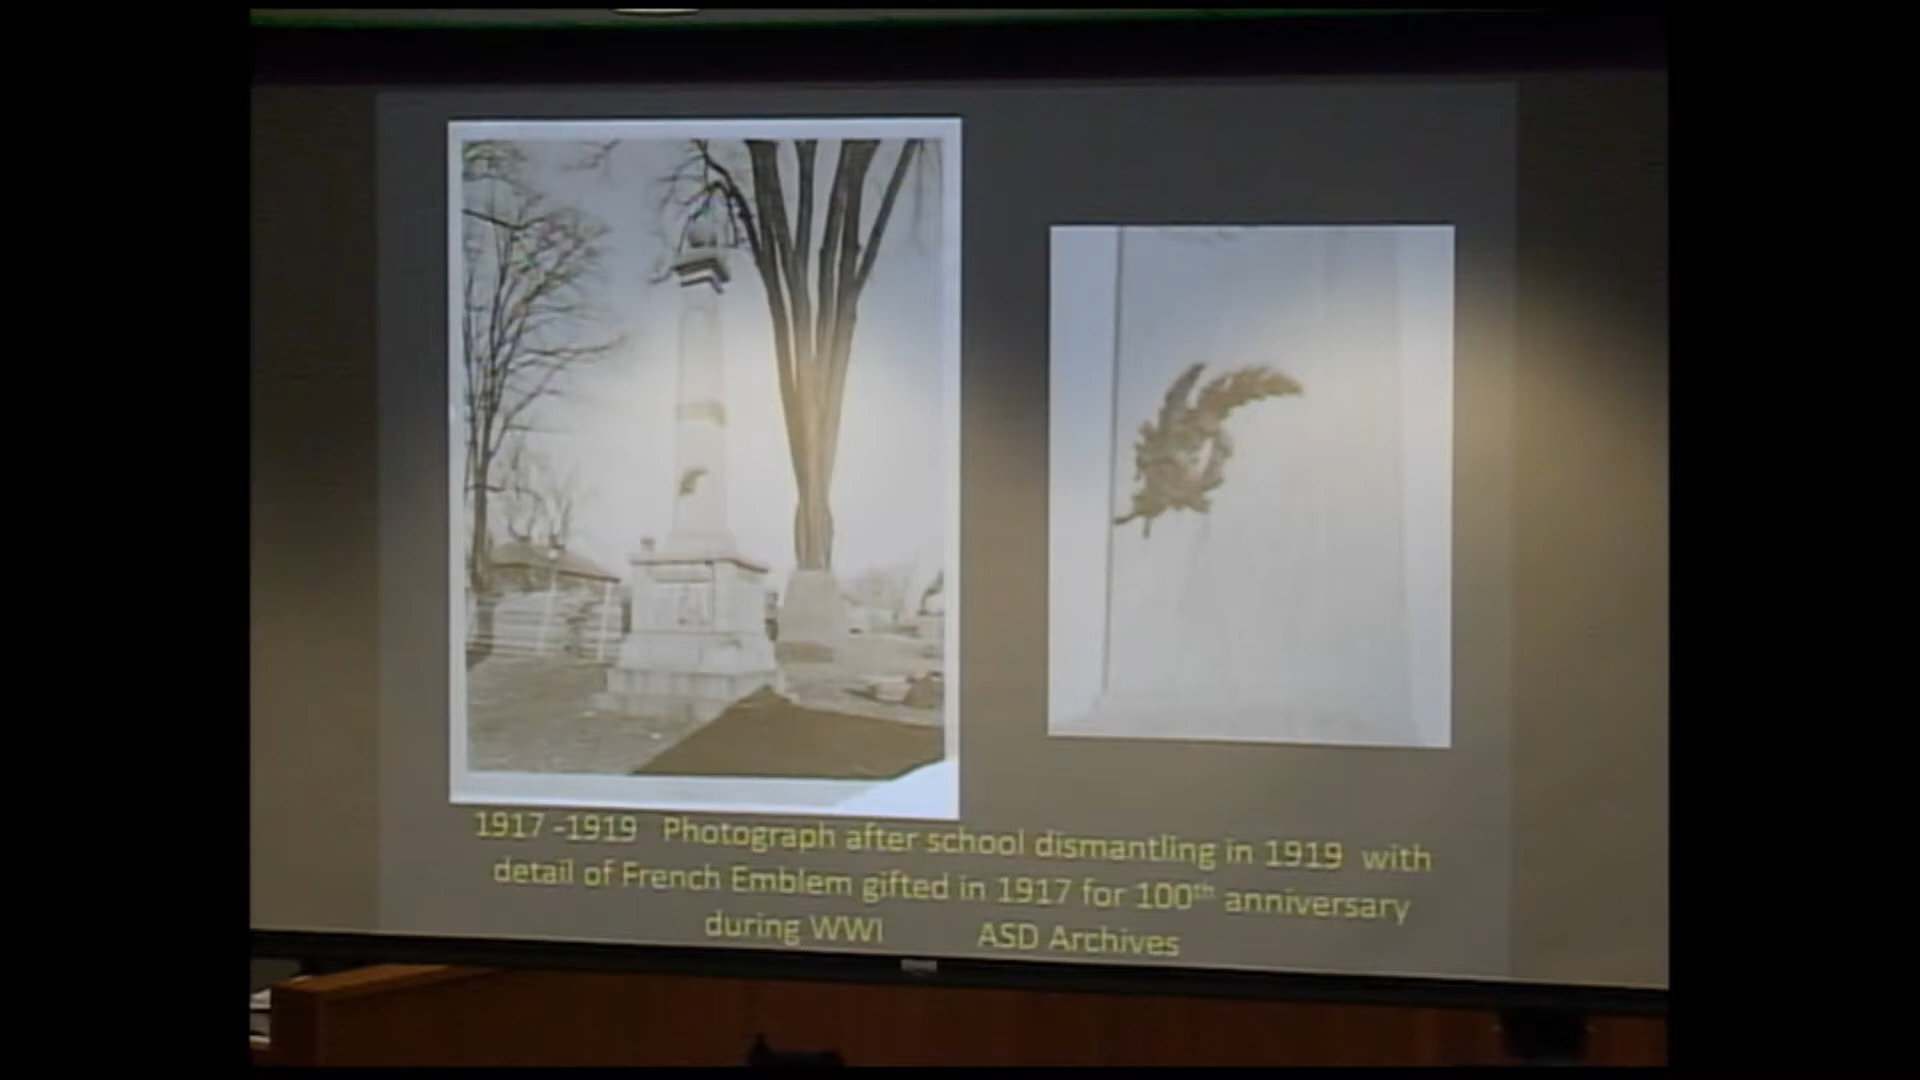 1917 -1919 Photograph after school dismantling in 1919 with
detail of French Emblem gifted in 1917 for 100th anniversary
during WWI ASD Archives